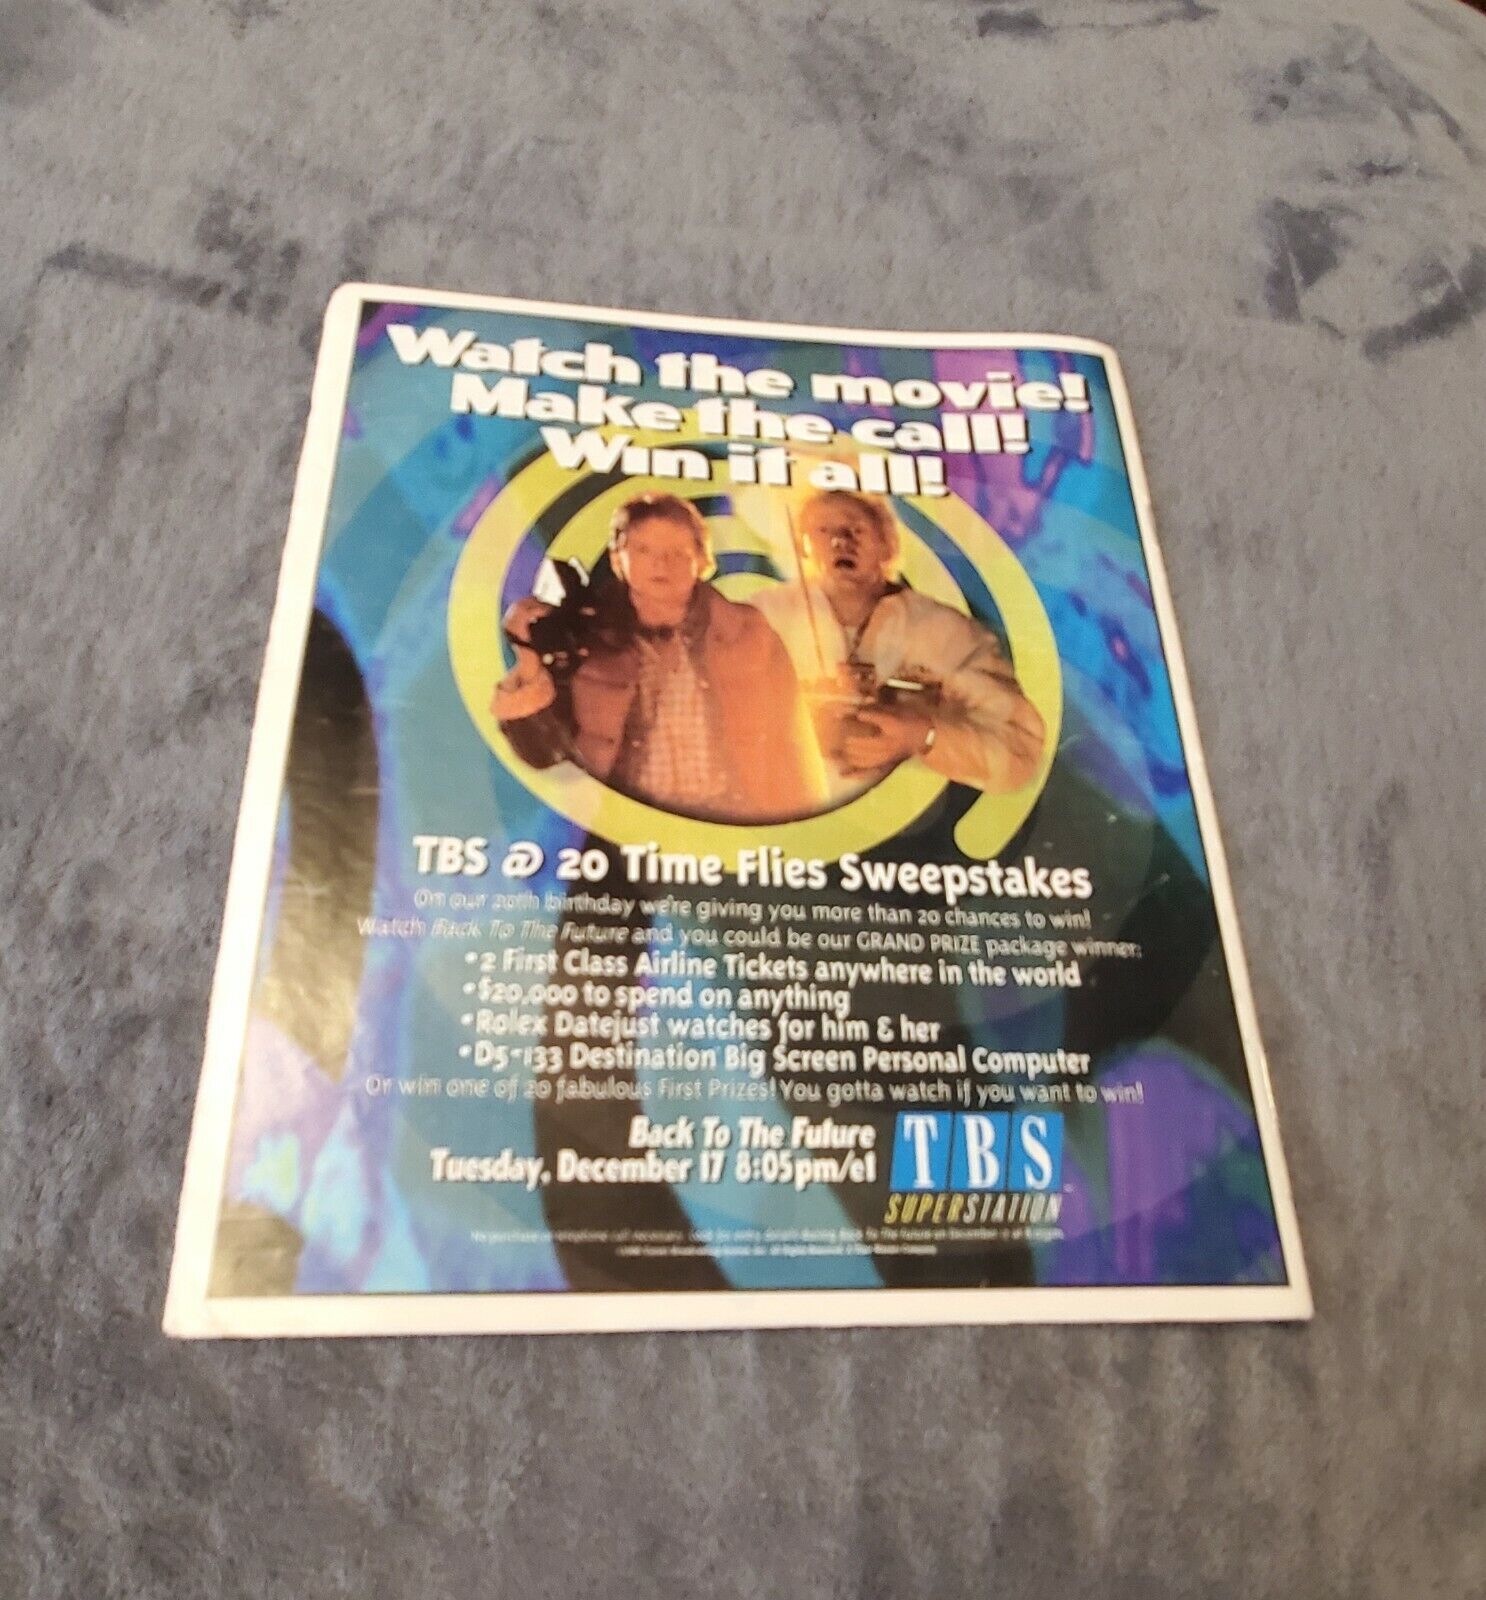 Watch the movie!
Make the call!
Win it all!
TBS @ 20 Time Flies Sweepstakes
On our 20th birthday we're giving you more than 20 chances to win!
Watch Back To The Future and you could be our GRAND PRIZE package winner:
•2 First Class Airline Tickets anywhere in the world
•$20,000 to spend on anything
•Rolex Datejust watches for him & her
•D5-133 Destination Big Screen Personal Computer
Or win one of 20 fabulous First Prizes! You gotta watch if you want to win!
Back To The Future
Tuesday, December 17 8:05pm/et
TBS
SUPERSTATION